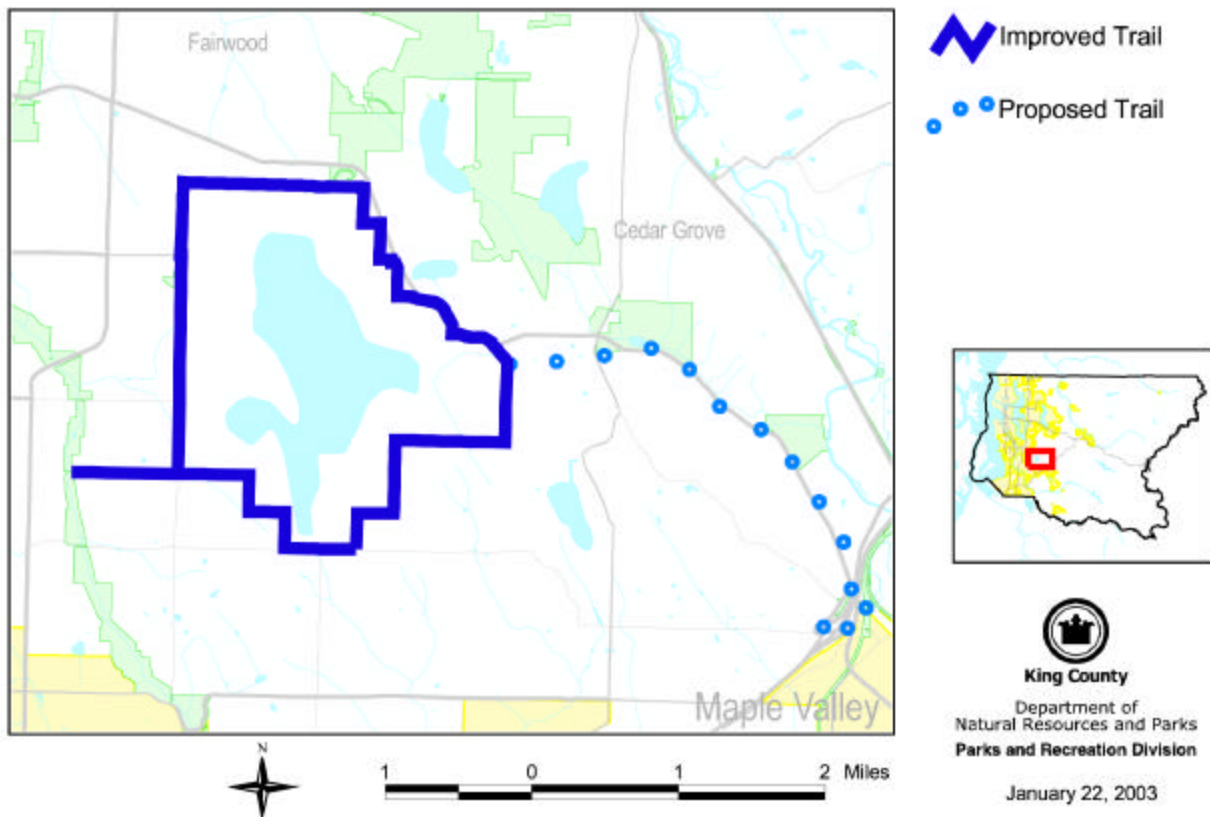 Fairwood
Improved Trail
Proposed Trail
Cedar Grove
Maple Valley
N
1 0 1 2 Miles
King County
Department of
Natural Resources and Parks
Parks and Recreation Division
January 22, 2003